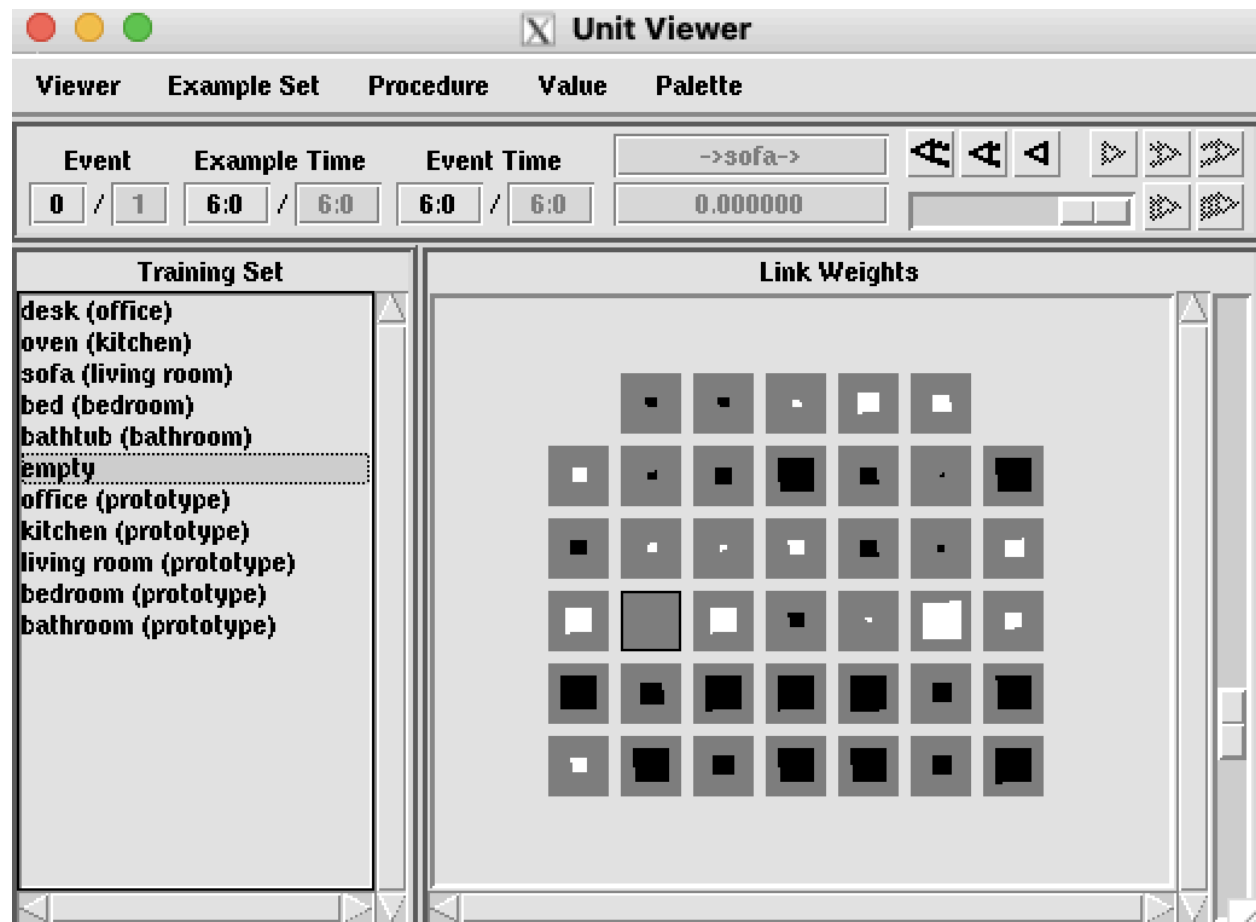 Unit Viewer
Viewer Example Set Procedure Value Palette
Event Example Time Event Time ->sofa->
0 / 1 6:0 / 6:0 6:0 / 6:0 0.000000
Training Set
desk (office)
oven (kitchen)
sofa (living room)
bed (bedroom)
bathtub (bathroom)
empty
office (prototype)
kitchen (prototype)
living room (prototype)
bedroom (prototype)
bathroom (prototype)
Link Weights